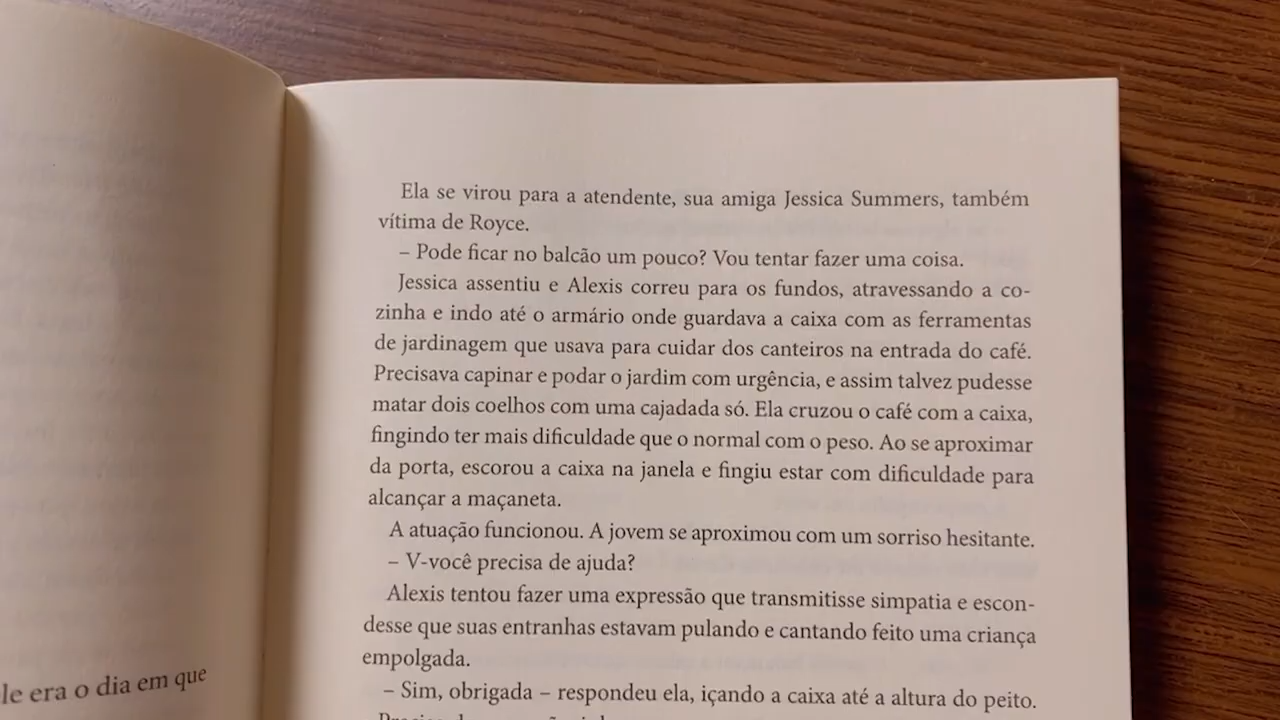 le era o dia em que
Ela se virou para a atendente, sua amiga Jessica Summers, também
vítima de Royce.
– Pode ficar no balcão um pouco? Vou tentar fazer uma coisa.
Jessica assentiu e Alexis correu para os fundos, atravessando a co-
zinha e indo até o armário onde guardava a caixa com as ferramentas
de jardinagem que usava para cuidar dos canteiros na entrada do café.
Precisava capinar e podar o jardim com urgência, e assim talvez pudesse
matar dois coelhos com uma cajadada só. Ela cruzou o café com a caixa,
fingindo ter mais dificuldade que o normal com o peso. Ao se aproximar
da porta, escorou a caixa na janela e fingiu estar com dificuldade para
alcançar a maçaneta.
A atuação funcionou. A jovem se aproximou com um sorriso hesitante.
– V-você precisa de ajuda?
Alexis tentou fazer uma expressão que transmitisse simpatia e escon-
desse que suas entranhas estavam pulando e cantando feito uma criança
empolgada.
– Sim, obrigada – respondeu ela, içando a caixa até a altura do peito.